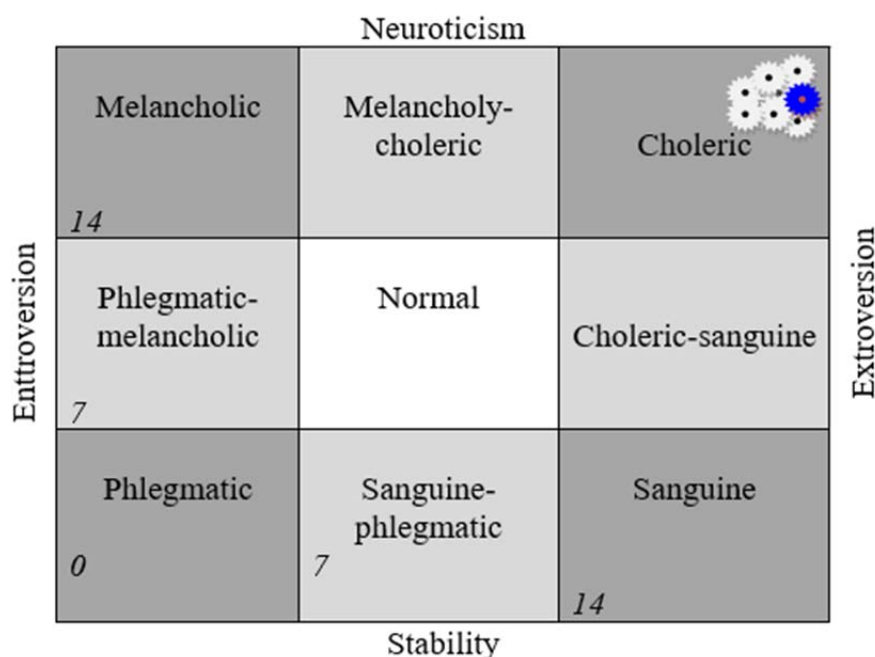 Neuroticism
Melancholic
Melancholy-
choleric
Choleric
14
Enttroversion
Extroversion
Phlegmatic-
melancholic
Normal
Choleric-sanguine
7
Phlegmatic
Sanguine-
phlegmatic
Sanguine
0
7
14
Stability